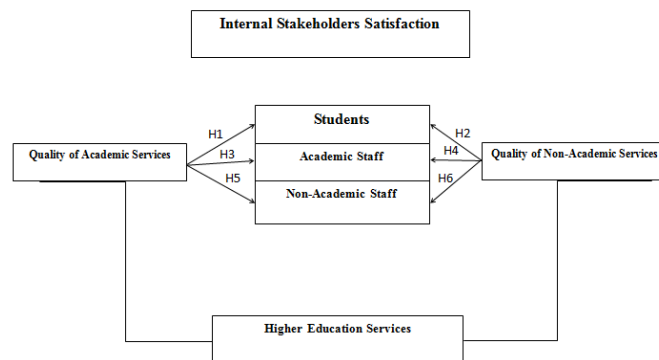 Internal Stakeholders Satisfaction
Students
H1
H2
Quality of Academic Services
H3
Academic Staff
H4
Quality of Non-Academic Services
H5
Non-Academic Staff
H6
Higher Education Services